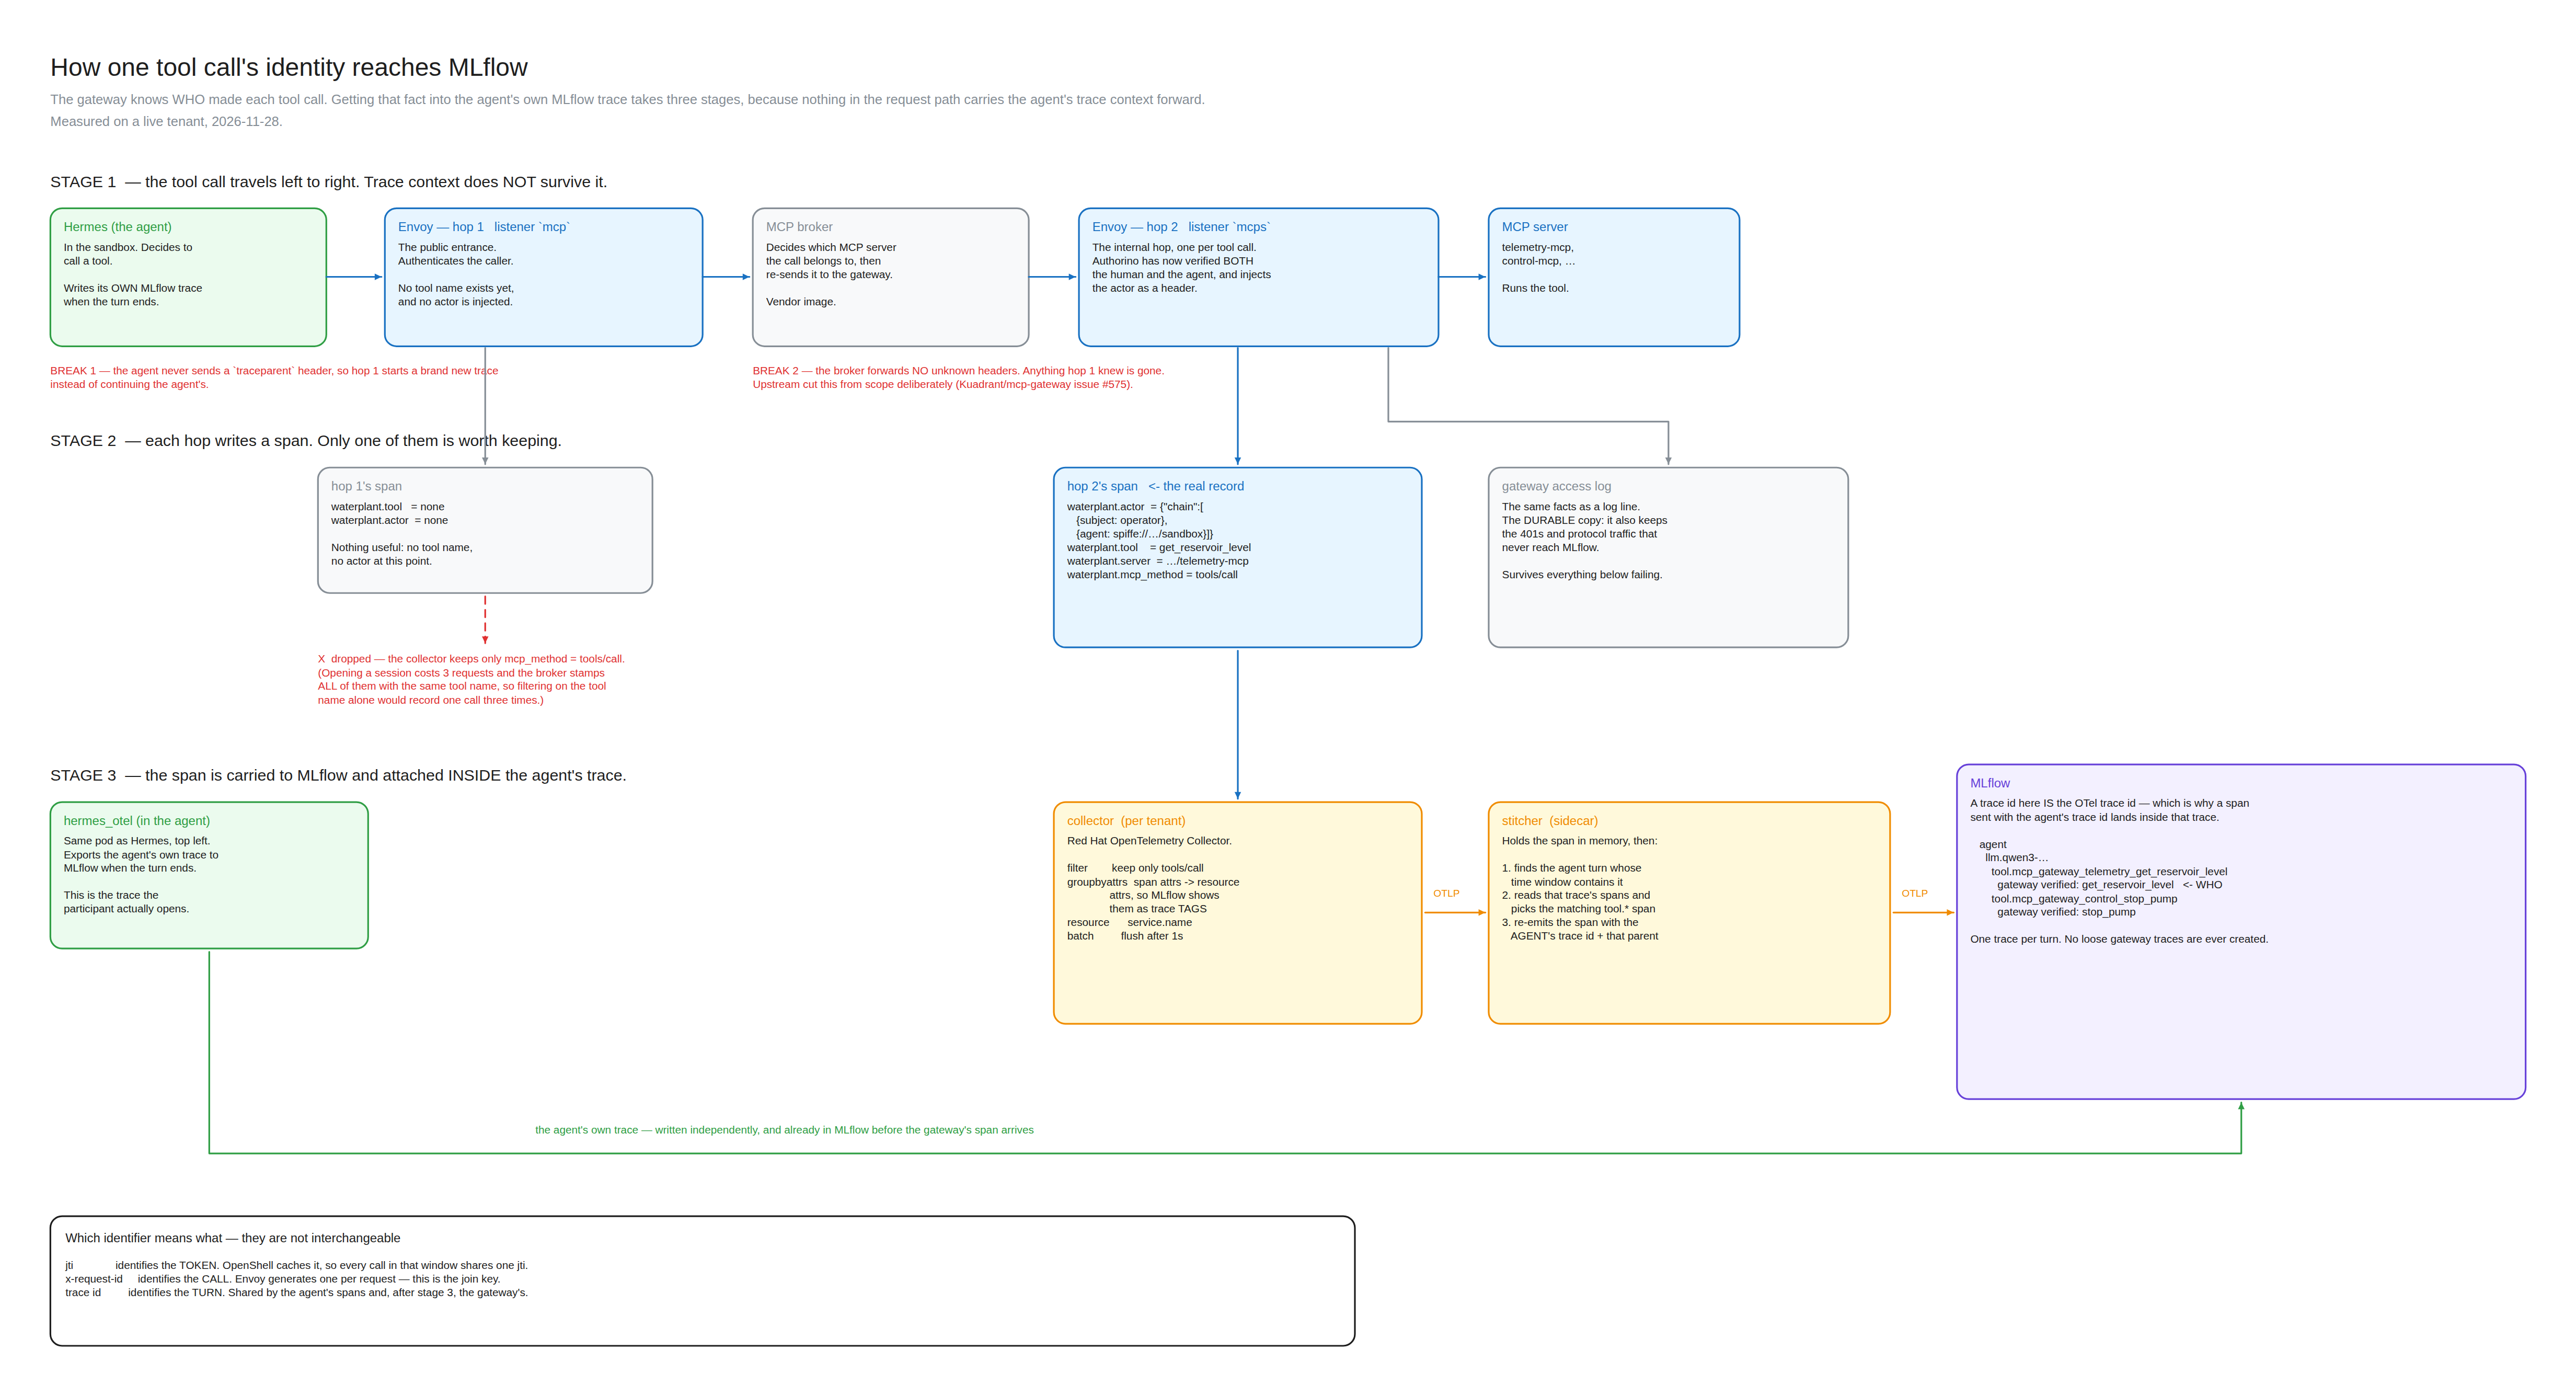 How one tool call's identity reaches MLflow
The gateway knows WHO made each tool call. Getting that fact into the agent's own MLflow trace takes three stages, because nothing in the request path carries the agent's trace context forward.
Measured on a live tenant, 2026-11-28.
STAGE 1 — the tool call travels left to right. Trace context does NOT survive it.
Hermes (the agent)
In the sandbox. Decides to
call a tool.
Writes its OWN MLflow trace
when the turn ends.
Envoy — hop 1 listener `mcp`
The public entrance.
Authenticates the caller.
No tool name exists yet,
and no actor is injected.
MCP broker
Decides which MCP server
the call belongs to, then
re-sends it to the gateway.
Vendor image.
Envoy — hop 2 listener `mcps`
The internal hop, one per tool call.
Authorino has now verified BOTH
the human and the agent, and injects
the actor as a header.
MCP server
telemetry-mcp,
control-mcp, …
Runs the tool.
BREAK 1 — the agent never sends a `traceparent` header, so hop 1 starts a brand new trace
instead of continuing the agent's.
BREAK 2 — the broker forwards NO unknown headers. Anything hop 1 knew is gone.
Upstream cut this from scope deliberately (Kuadrant/mcp-gateway issue #575).
STAGE 2 — each hop writes a span. Only one of them is worth keeping.
hop 1's span
waterplant.tool = none
waterplant.actor = none
Nothing useful: no tool name,
no actor at this point.
hop 2's span <- the real record
waterplant.actor = {"chain":[
{subject: operator},
{agent: spiffe://…/sandbox}]}
waterplant.tool = get_reservoir_level
waterplant.server = …/telemetry-mcp
waterplant.mcp_method = tools/call
gateway access log
The same facts as a log line.
The DURABLE copy: it also keeps
the 401s and protocol traffic that
never reach MLflow.
Survives everything below failing.
X dropped — the collector keeps only mcp_method = tools/call.
(Opening a session costs 3 requests and the broker stamps
ALL of them with the same tool name, so filtering on the tool
name alone would record one call three times.)
STAGE 3 — the span is carried to MLflow and attached INSIDE the agent's trace.
hermes_otel (in the agent)
Same pod as Hermes, top left.
Exports the agent's own trace to
MLflow when the turn ends.
This is the trace the
participant actually opens.
collector (per tenant)
Red Hat OpenTelemetry Collector.
filter keep only tools/call
groupbyattrs span attrs -> resource
attrs, so MLflow shows
them as trace TAGS
resource service.name
batch flush after 1s
OTLP
stitcher (sidecar)
Holds the span in memory, then:
1. finds the agent turn whose
time window contains it
2. reads that trace's spans and
picks the matching tool.* span
3. re-emits the span with the
AGENT's trace id + that parent
OTLP
MLflow
A trace id here IS the OTel trace id — which is why a span
sent with the agent's trace id lands inside that trace.
agent
llm.qwen3-…
tool.mcp_gateway_telemetry_get_reservoir_level
gateway verified: get_reservoir_level <- WHO
tool.mcp_gateway_control_stop_pump
gateway verified: stop_pump
One trace per turn. No loose gateway traces are ever created.
the agent's own trace — written independently, and already in MLflow before the gateway's span arrives
Which identifier means what — they are not interchangeable
jti identifies the TOKEN. OpenShell caches it, so every call in that window shares one jti.
x-request-id identifies the CALL. Envoy generates one per request — this is the join key.
trace id identifies the TURN. Shared by the agent's spans and, after stage 3, the gateway's.